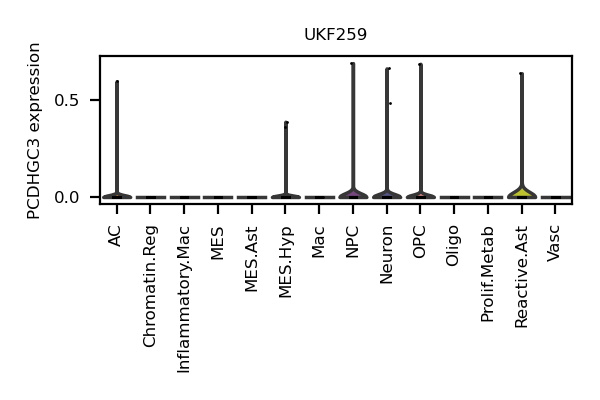 UKF259
PCDHGC3 expression
0.5
0.0
AC
Chromatin.Reg
Inflammatory.Mac
MES
MES.Ast
MES.Hyp
Mac
NPC
Neuron
OPC
Oligo
Prolif.Metab
Reactive.Ast
Vasc